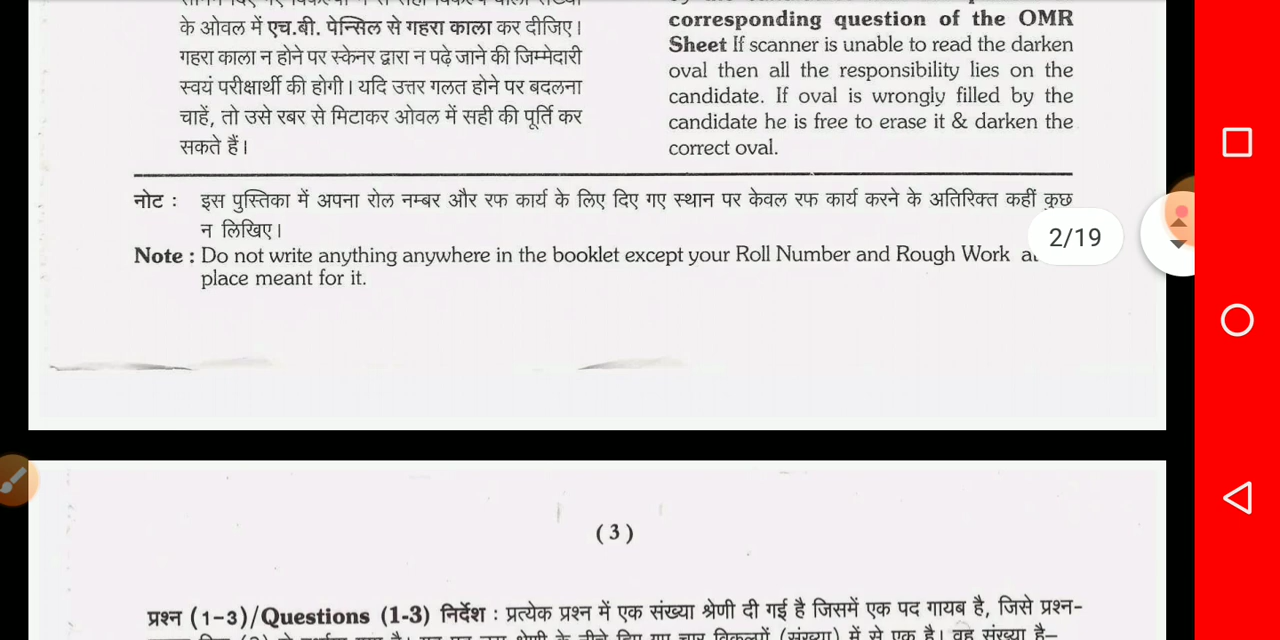 के ओवल में एच.बी. पेन्सिल से गहरा काला कर दीजिए।
गहरा काला न होने पर स्केनर द्वारा न पढ़े जाने की जिम्मेदारी
स्वयं परीक्षार्थी की होगी। यदि उत्तर गलत होने पर बदलना
चाहें, तो उसे रबर से मिटाकर ओवल में सही की पूर्ति कर
सकते हैं।
corresponding question of the OMR
Sheet If scanner is unable to read the darken
oval then all the responsibility lies on the
candidate. If oval is wrongly filled by the
candidate he is free to erase it & darken the
correct oval.
नोट : इस पुस्तिका में अपना रोल नम्बर और रफ कार्य के लिए दिए गए स्थान पर केवल रफ कार्य करने के अतिरिक्त कहीं कुछ
न लिखिए।
2/19
Note : Do not write anything anywhere in the booklet except your Roll Number and Rough Work
place meant for it.
(3)
प्रश्न (1-3)/Questions (1-3) निर्देश : प्रत्येक प्रश्न में एक संख्या श्रेणी दी गई है जिसमें एक पद गायब है, जिसे प्रश्न-